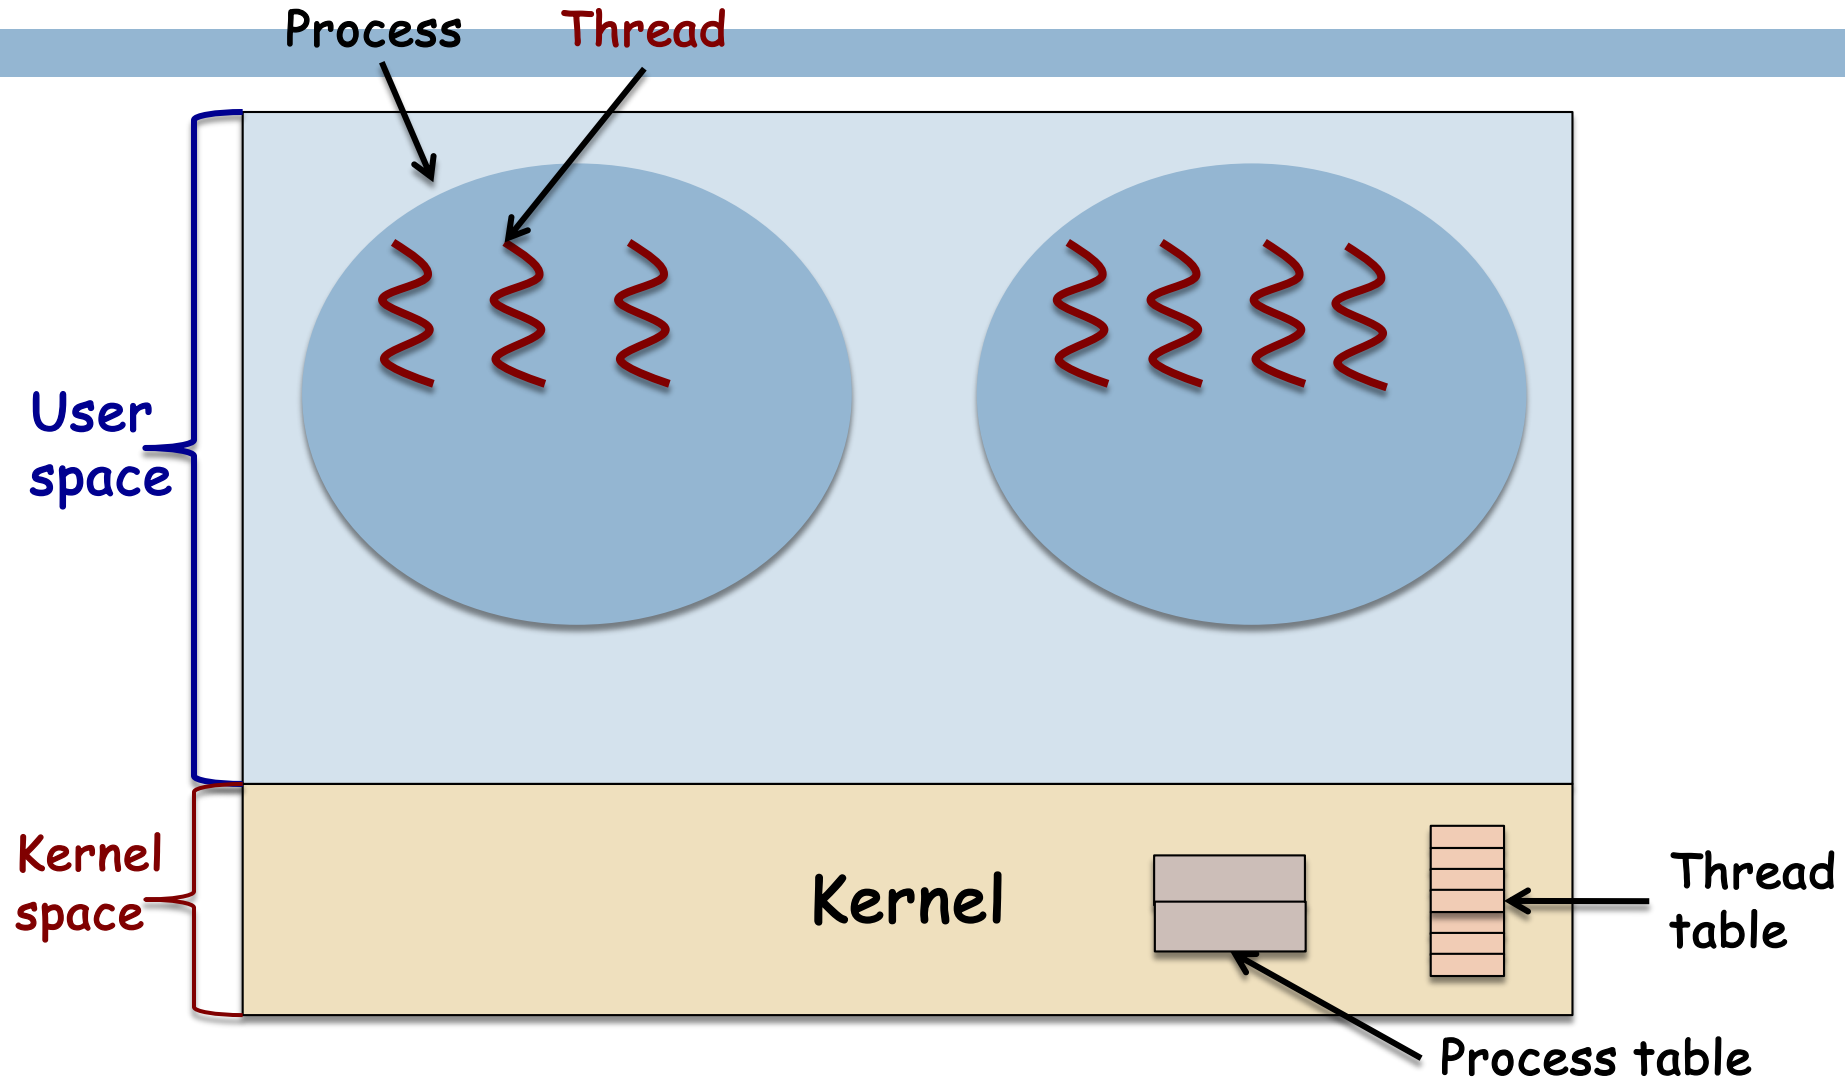 Process
Thread
User
space
Kernel
space
Kernel
Thread
table
Process table